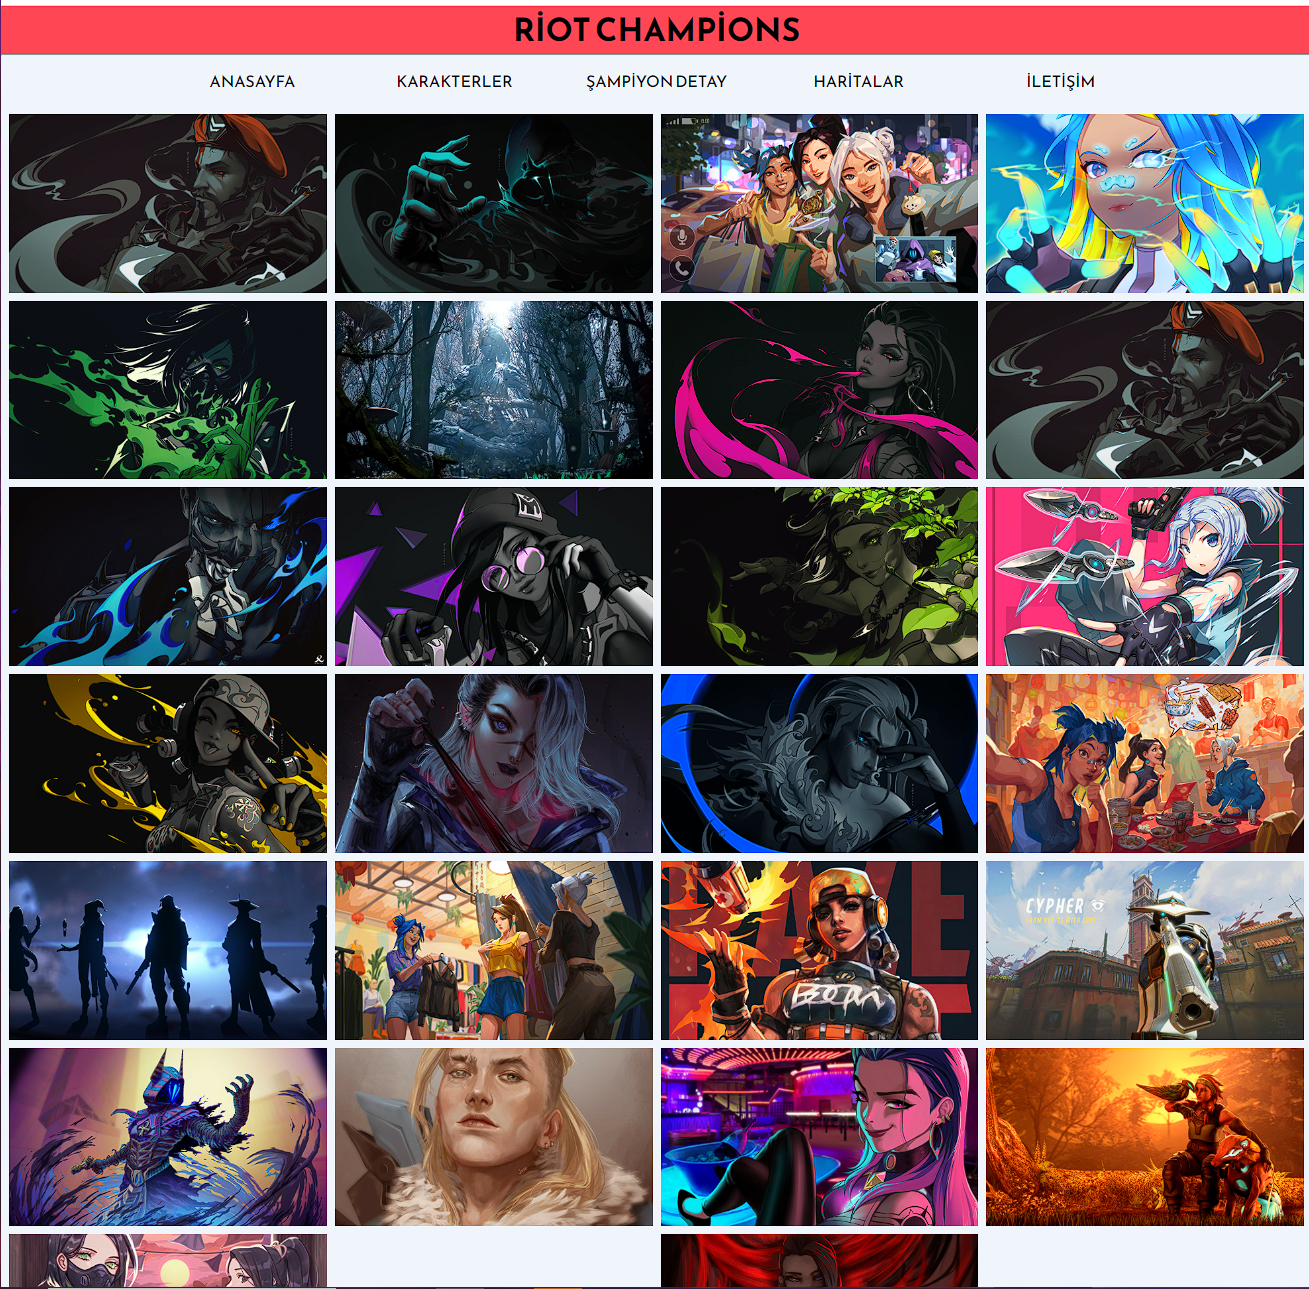 RİOT CHAMPİONS
ANASAYFA
KARAKTERLER
ŞAMPİYON DETAY
HARİTALAR
İLETİŞİM
CYPHER